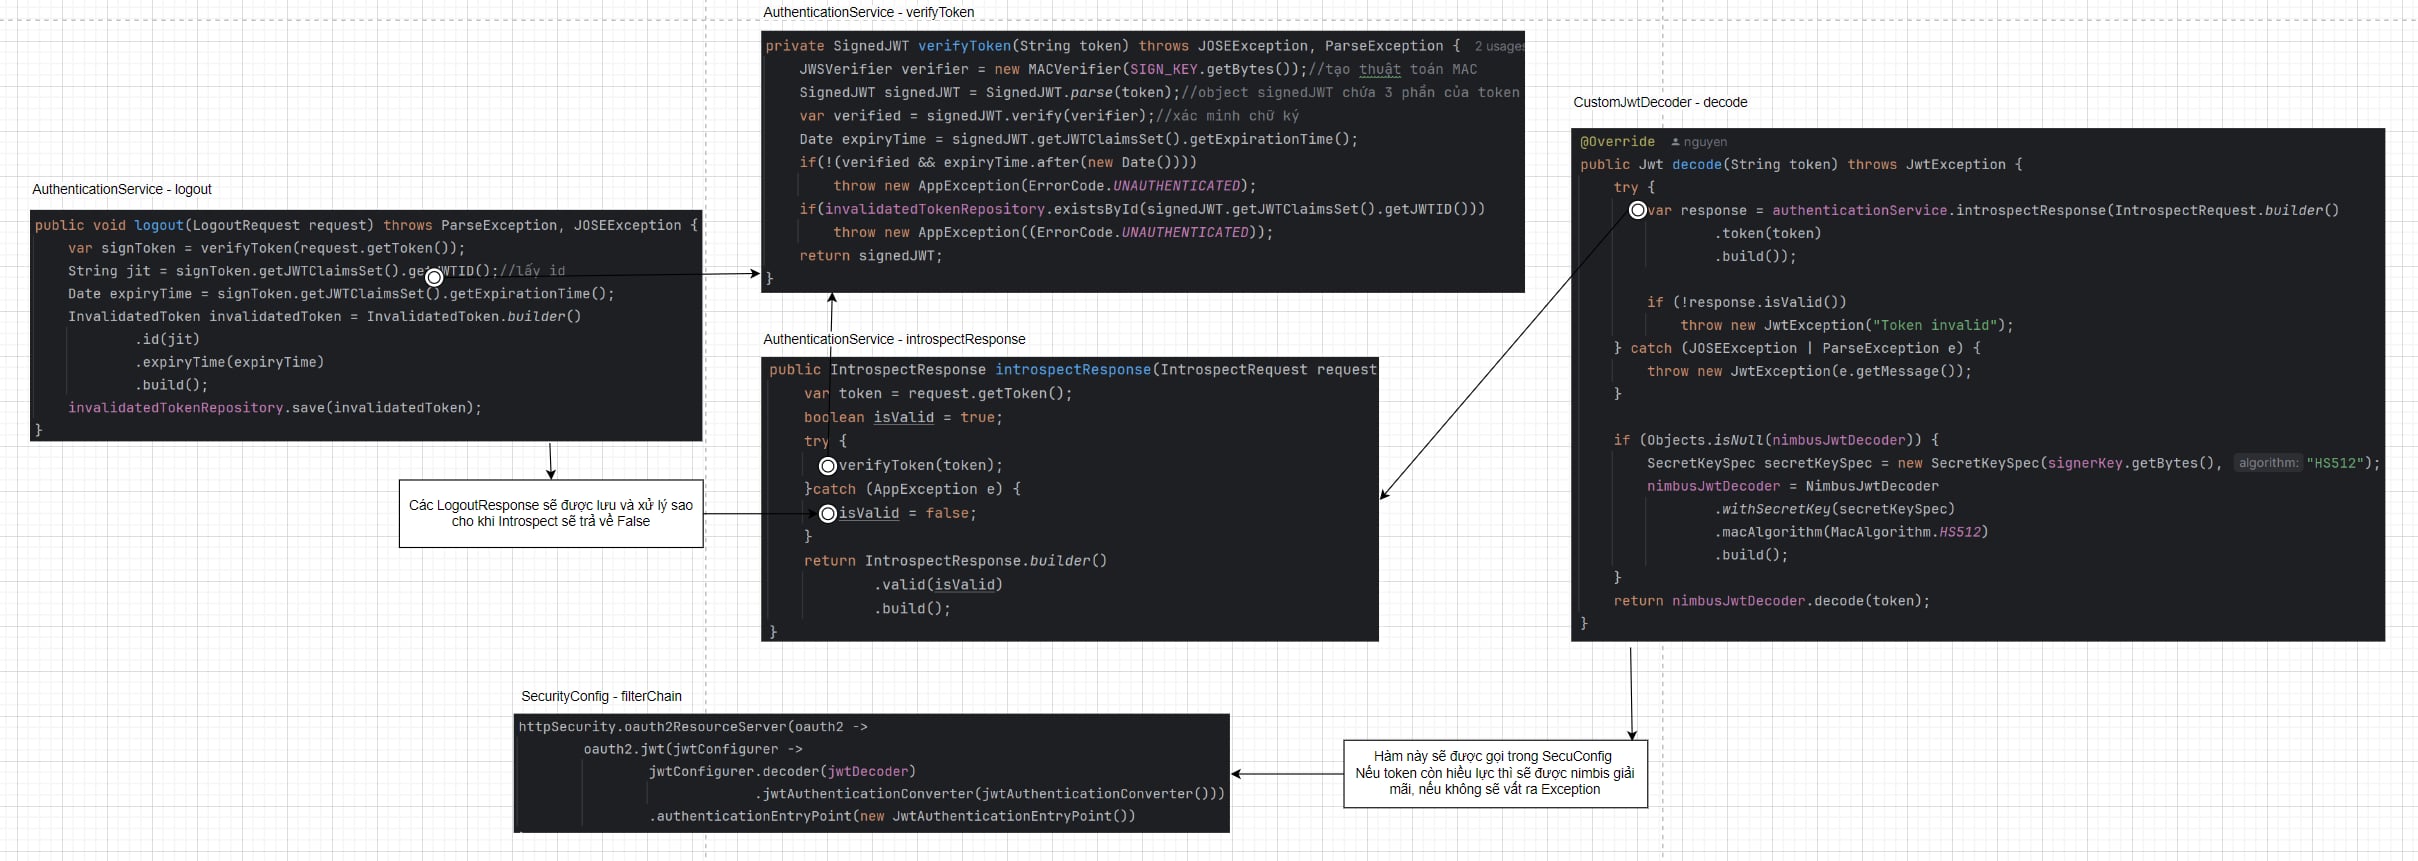 AuthenticationService - verifyToken
private SignedJWT verifyToken(String token) throws JOSEException, ParseException { 2 usages
JWSVerifier verifier = new MACVerifier(SIGN_KEY.getBytes());//tạo thuật toán MAC
SignedJWT signedJWT = SignedJWT.parse(token);//object signedJWT chứa 3 phần của token
var verified = signedJWT.verify(verifier);//xác minh chữ ký
Date expiryTime = signedJWT.getJWTClaimsSet().getExpirationTime();
if(!(verified && expiryTime.after(new Date())))
throw new AppException(ErrorCode.UNAUTHENTICATED);
if(invalidatedTokenRepository.existsById(signedJWT.getJWTClaimsSet().getJWTID()))
throw new AppException((ErrorCode.UNAUTHENTICATED));
return signedJWT;
}
AuthenticationService - logout
public void logout(LogoutRequest request) throws ParseException, JOSEException {
var signToken = verifyToken(request.getToken());
String jit = signToken.getJWTClaimsSet().getJWTID();//lấy id
Date expiryTime = signToken.getJWTClaimsSet().getExpirationTime();
InvalidatedToken invalidatedToken = InvalidatedToken.builder()
.id(jit)
.expiryTime(expiryTime)
.build();
invalidatedTokenRepository.save(invalidatedToken);
}
Các LogoutResponse sẽ được lưu và xử lý sao
cho khi Introspect sẽ trả về False
AuthenticationService - introspectResponse
public IntrospectResponse introspectResponse(IntrospectRequest request
var token = request.getToken();
boolean isValid = true;
try {
verifyToken(token);
}catch (AppException e) {
isValid = false;
}
return IntrospectResponse.builder()
.valid(isValid)
.build();
}
CustomJwtDecoder - decode
@Override nguyen
public Jwt decode(String token) throws JwtException {
try {
var response = authenticationService.introspectResponse(IntrospectRequest.builder()
.token(token)
.build());
if (!response.isValid())
throw new JwtException("Token invalid");
} catch (JOSEException | ParseException e) {
throw new JwtException(e.getMessage());
}
if (Objects.isNull(nimbusJwtDecoder)) {
SecretKeySpec secretKeySpec = new SecretKeySpec(signerKey.getBytes(), algorithm: "HS512");
nimbusJwtDecoder = NimbusJwtDecoder
.withSecretKey(secretKeySpec)
.macAlgorithm(MacAlgorithm.HS512)
.build();
}
return nimbusJwtDecoder.decode(token);
}
SecurityConfig - filterChain
httpSecurity.oauth2ResourceServer(oauth2 ->
oauth2.jwt(jwtConfigurer ->
jwtConfigurer.decoder(jwtDecoder)
.jwtAuthenticationConverter(jwtAuthenticationConverter()))
.authenticationEntryPoint(new JwtAuthenticationEntryPoint())
Hàm này sẽ được gọi trong SecuConfig
Nếu token còn hiều lực thì sẽ được nimbis giải
mãi, nếu không sẽ vất ra Exception